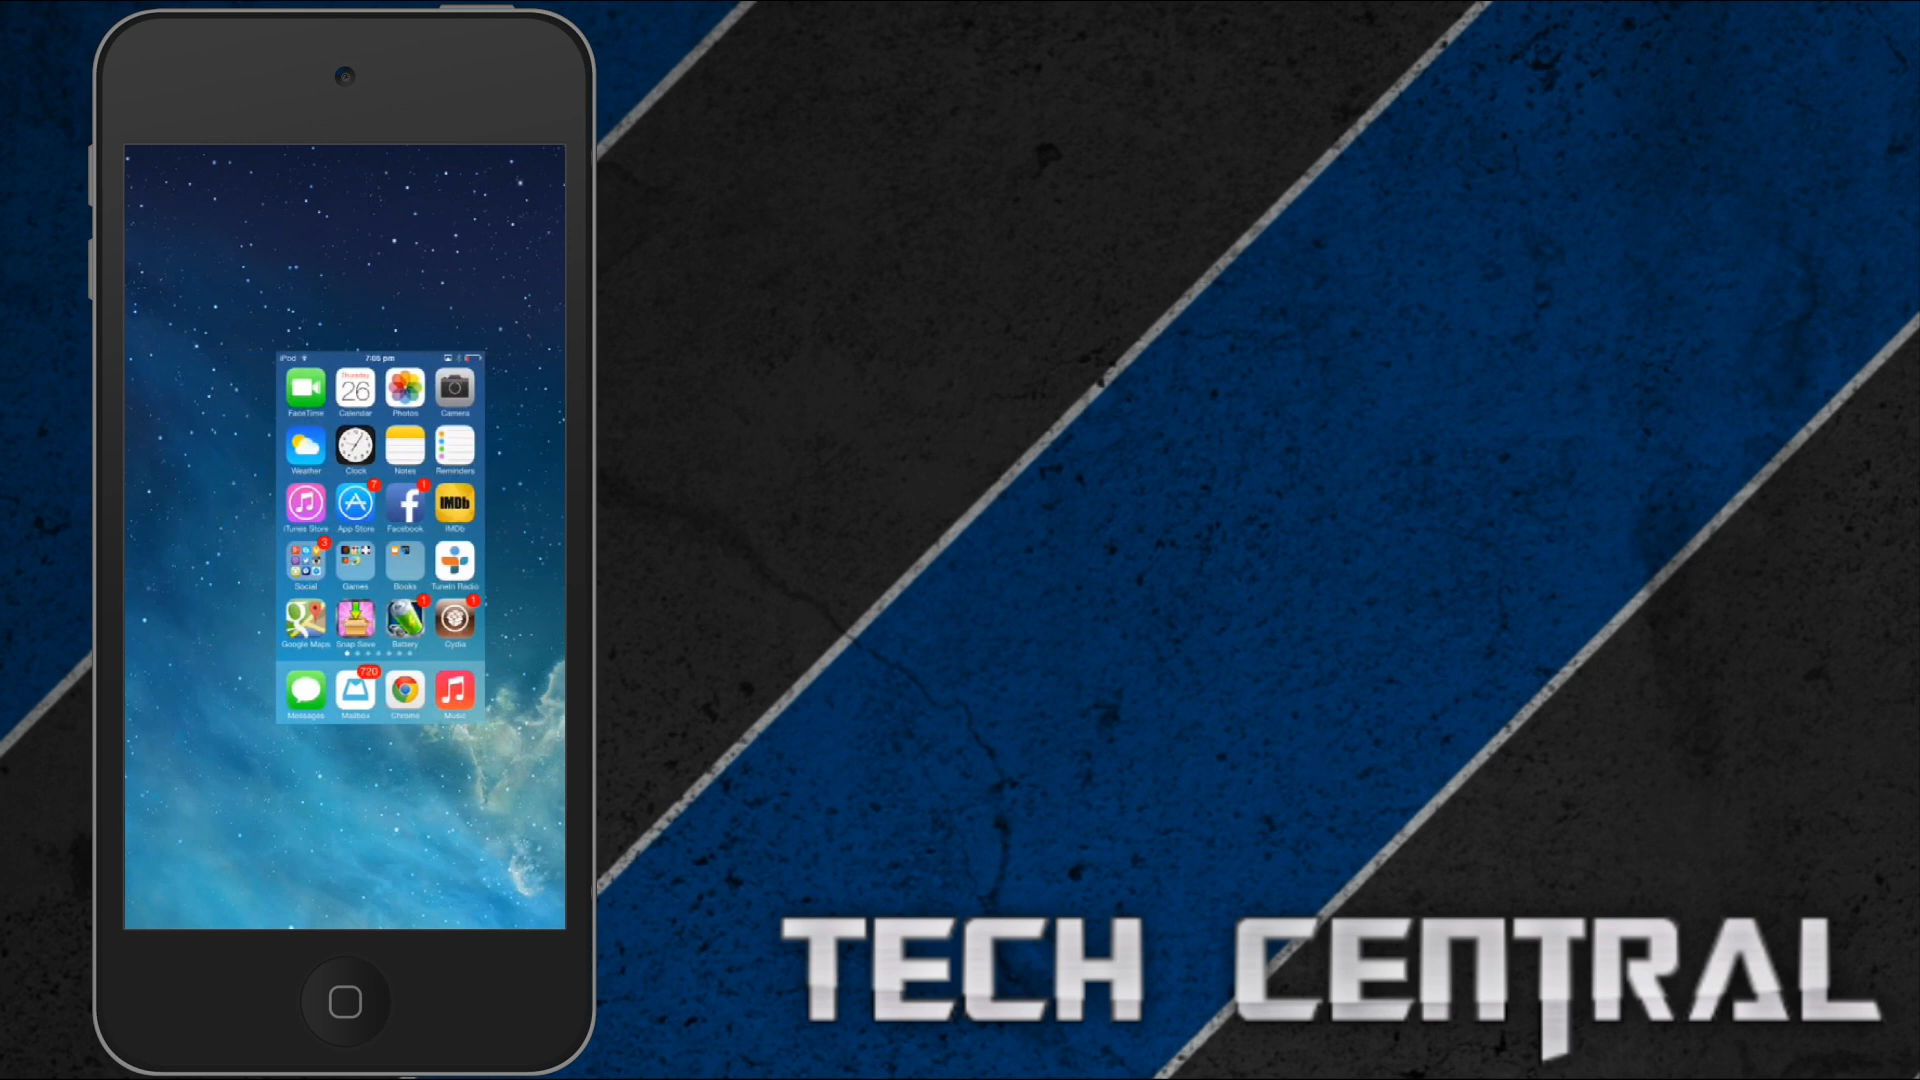 iPod 7:05 pm
Thursday
26
FaceTime Calendar Photos Camera
Weather Clock Notes Reminders
7 1
IMDb
iTunes Store App Store Facebook IMDb
3
Social Games Books TuneIn Radio
1 1
Google Maps Snap Save Battery Cydia
720
Messages Mailbox Chrome Music
TECH CENTRAL